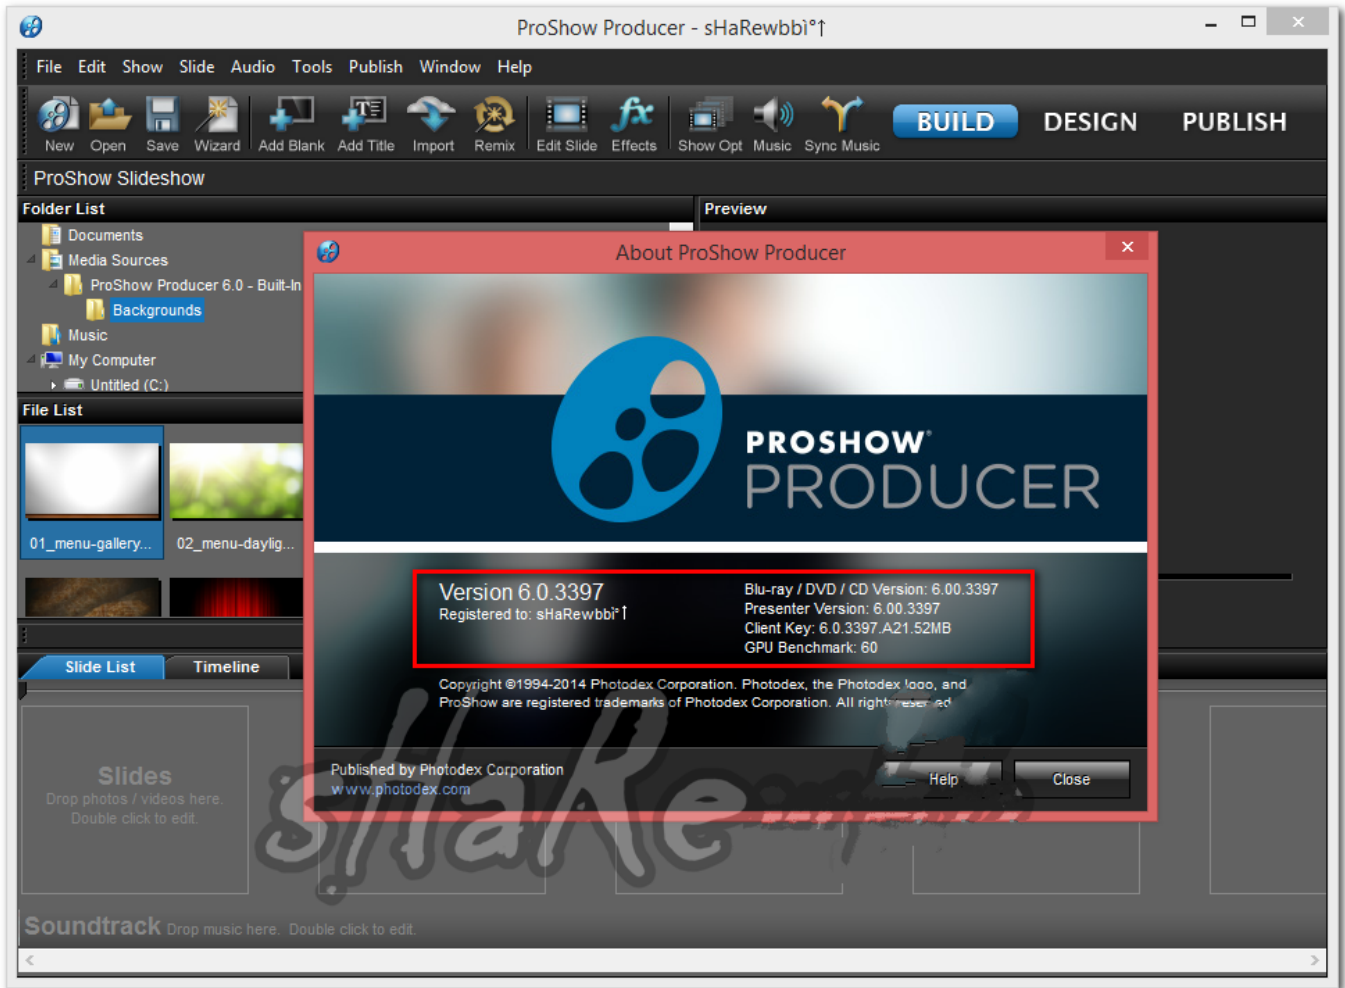 ProShow Producer - sHaRewbbì°†
File Edit Show Slide Audio Tools Publish Window Help
New Open Save Wizard Add Blank Add Title Import Remix Edit Slide Effects Show Opt Music Sync Music
BUILD DESIGN PUBLISH
ProShow Slideshow
Folder List
Documents
Media Sources
ProShow Producer 6.0 - Built-In
Backgrounds
Music
My Computer
Untitled (C:)
File List
01_menu-gallery...
02_menu-daylig...
Preview
About ProShow Producer
PROSHOW®
PRODUCER
Version 6.0.3397
Registered to: sHaRewbbì°†
Blu-ray / DVD / CD Version: 6.00.3397
Presenter Version: 6.00.3397
Client Key: 6.0.3397.A21.52MB
GPU Benchmark: 60
Copyright ©1994-2014 Photodex Corporation. Photodex, the Photodex logo, and
ProShow are registered trademarks of Photodex Corporation. All rights reserved
Published by Photodex Corporation
www.photodex.com
Help
Close
Slide List
Timeline
Slides
Drop photos / videos here.
Double click to edit.
sHaRe
Soundtrack Drop music here. Double click to edit.